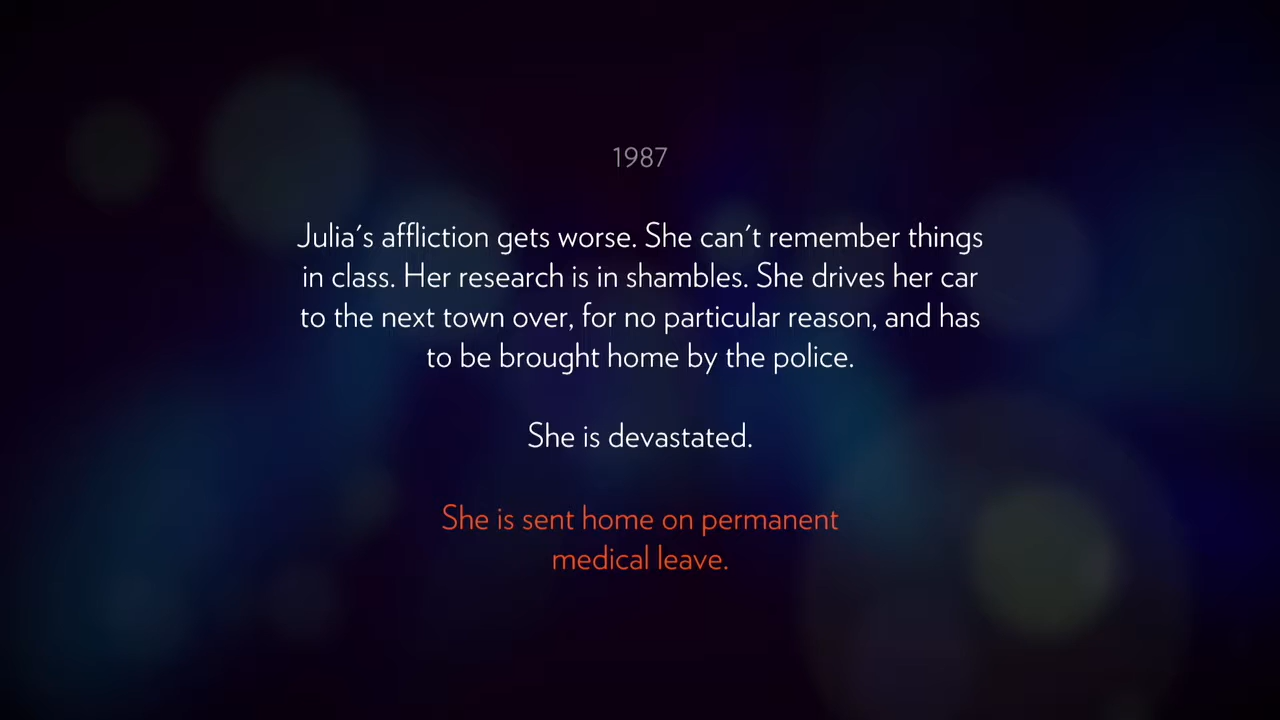 1987
Julia's affliction gets worse. She can't remember things
in class. Her research is in shambles. She drives her car
to the next town over, for no particular reason, and has
to be brought home by the police.
She is devastated.
She is sent home on permanent
medical leave.